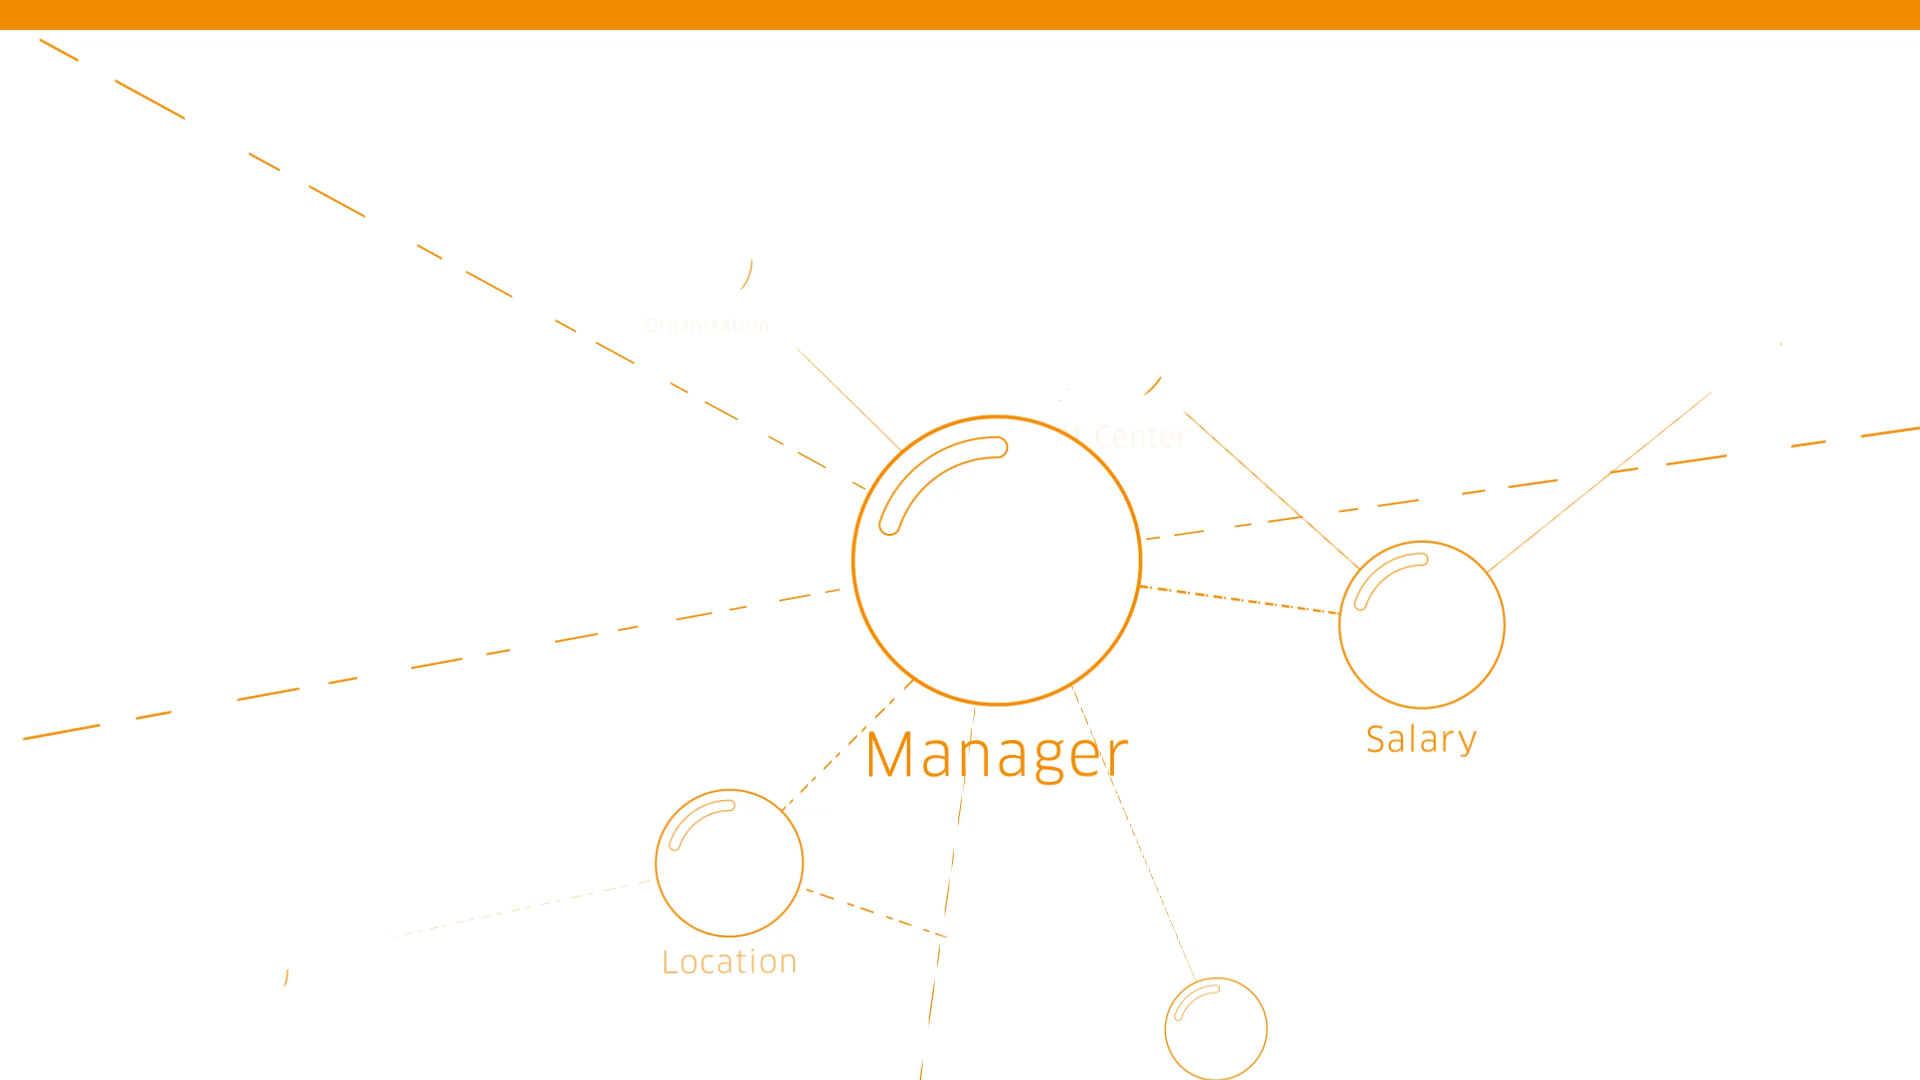 Organization
Center
Manager
Salary
Location